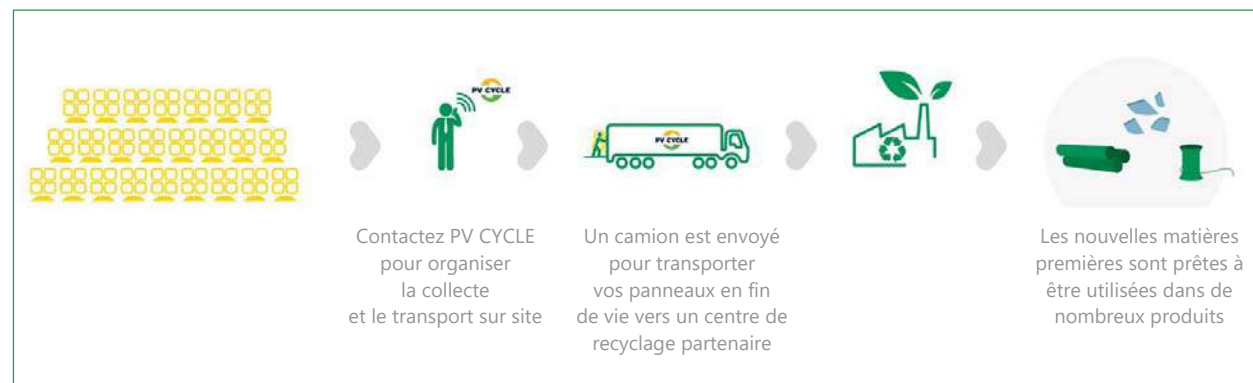 PV CYCLE
PV CYCLE
Contactez PV CYCLE
pour organiser
la collecte
et le transport sur site
Un camion est envoyé
pour transporter
vos panneaux en fin
de vie vers un centre de
recyclage partenaire
Les nouvelles matières
premières sont prêtes à
être utilisées dans de
nombreux produits